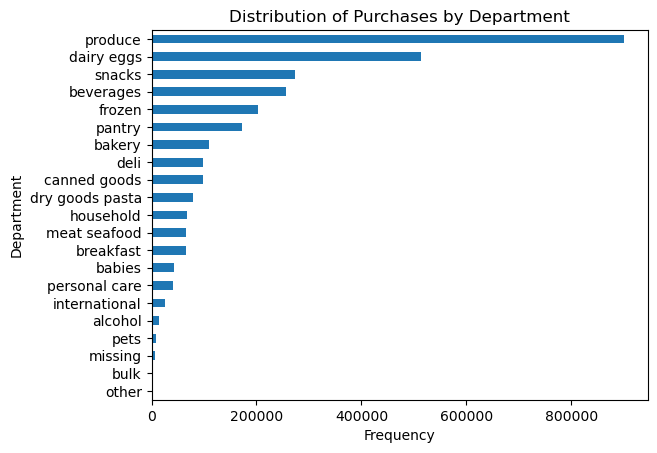 Distribution of Purchases by Department
produce
dairy eggs
snacks
beverages
frozen
pantry
bakery
deli
canned goods
dry goods pasta
household
meat seafood
breakfast
babies
personal care
international
alcohol
pets
missing
bulk
other
Department
0 200000 400000 600000 800000
Frequency